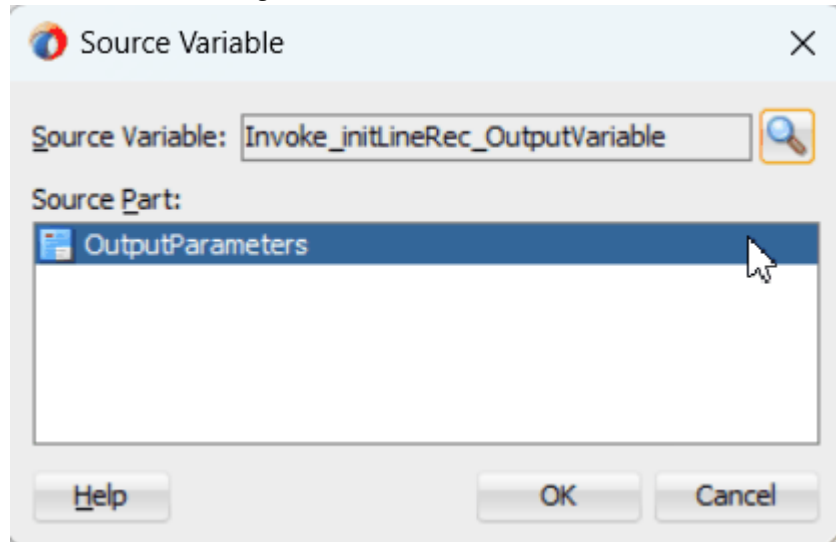 Source Variable
Source Variable: Invoke_initLineRec_OutputVariable
Source Part:
OutputParameters
Help OK Cancel